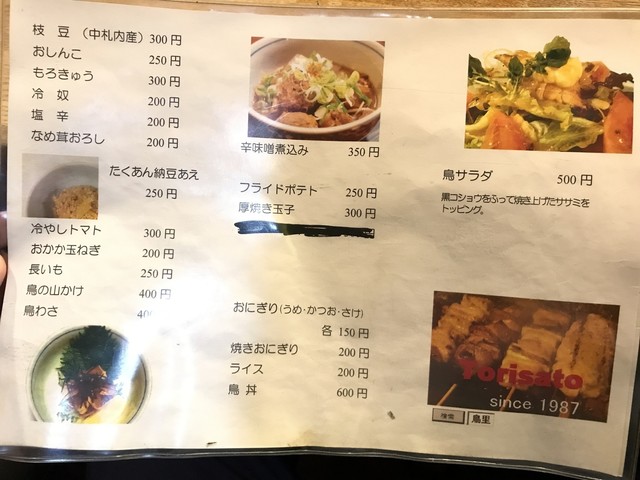 枝豆（中札内産）300円
おしんこ 250円
もろきゅう 300円
冷奴 200円
塩辛 200円
なめ茸おろし 200円
たくあん納豆あえ
250円
冷やしトマト 300円
おかか玉ねぎ 200円
長いも 250円
鳥の山かけ 400円
鳥わさ 40
辛味噌煮込み 350円
フライドポテト 250円
厚焼き玉子 300円
おにぎり(うめ・かつお・さけ)
各150円
焼きおにぎり 200円
ライス 200円
鳥丼 600円
鳥サラダ 500円
黒コショウをふって焼き上げたササミを
トッピング。
Torisato
since 1987
鳥里